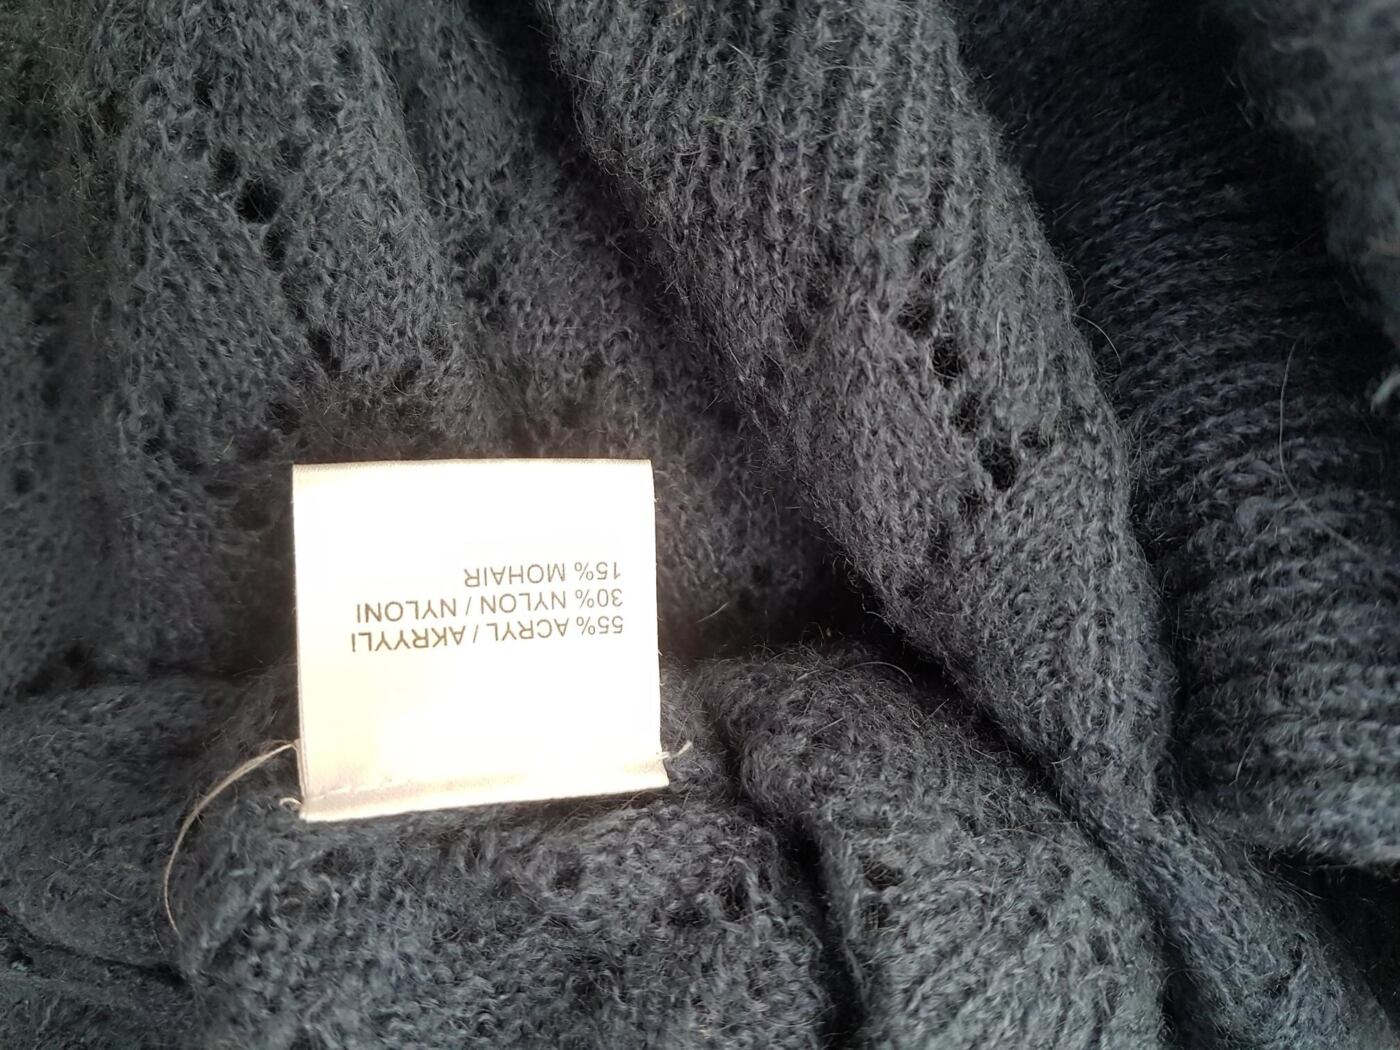 55% ACRYL / AKRYYLI
30% NYLON / NYLONI
15% MOHAIR